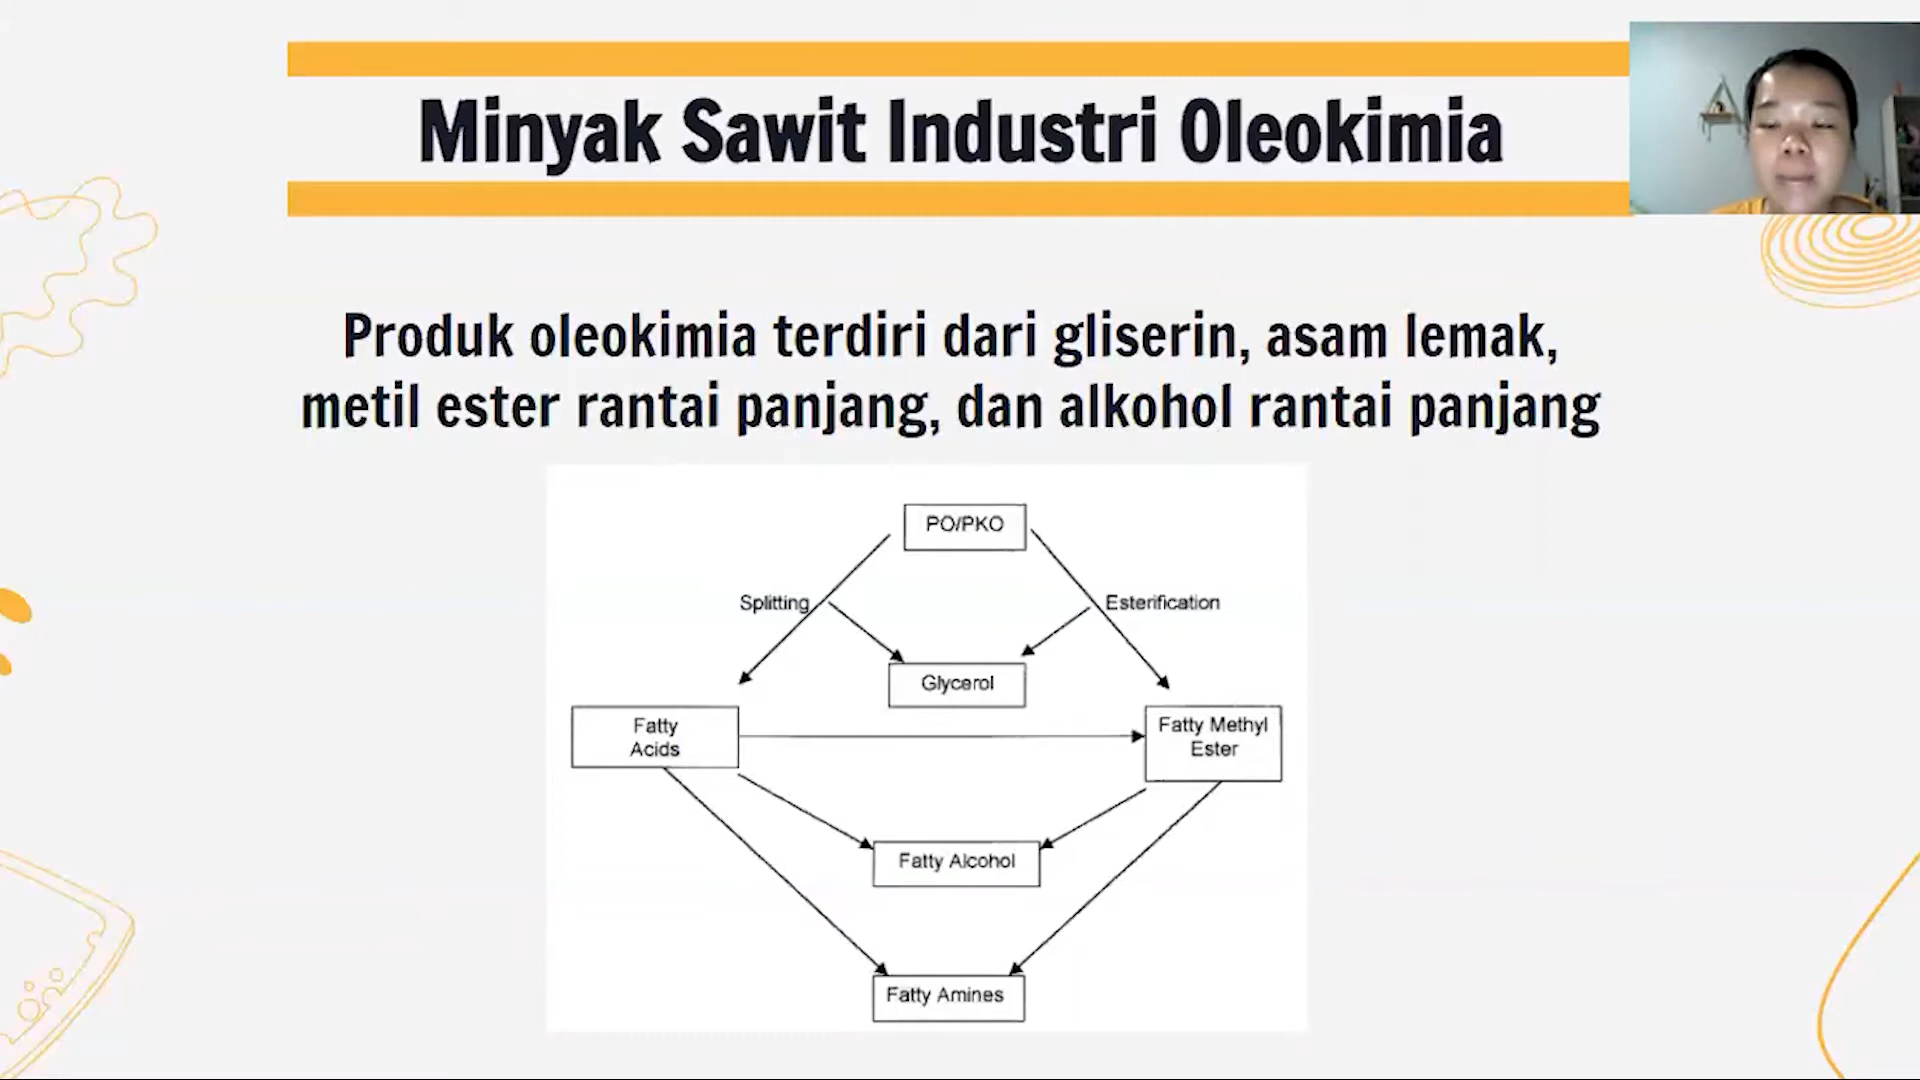 Minyak Sawit Industri Oleokimia
Produk oleokimia terdiri dari gliserin, asam lemak,
metil ester rantai panjang, dan alkohol rantai panjang
PO/PKO
Splitting
Esterification
Glycerol
Fatty
Acids
Fatty Methyl
Ester
Fatty Alcohol
Fatty Amines